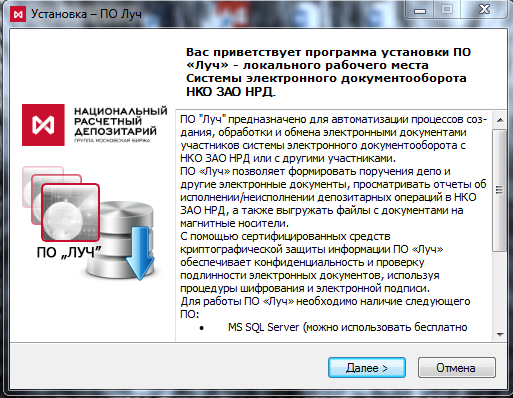 Установка – ПО Луч
Вас приветствует программа установки ПО
«Луч» - локального рабочего места
Системы электронного документооборота
НКО ЗАО НРД.
НАЦИОНАЛЬНЫЙ
РАСЧЕТНЫЙ
ДЕПОЗИТАРИЙ
ГРУППА МОСКОВСКАЯ БИРЖА
ПО „ЛУЧ”
ПО "Луч" предназначено для автоматизации процессов соз-
дания, обработки и обмена электронными документами
участников системы электронного документооборота с
НКО ЗАО НРД или с другими участниками.
ПО «Луч» позволяет формировать поручения депо и
другие электронные документы, просматривать отчеты об
исполнении/неисполнении депозитарных операций в НКО
ЗАО НРД, а также выгружать файлы с документами на
магнитные носители.
С помощью сертифицированных средств
криптографической защиты информации ПО «Луч»
обеспечивает конфиденциальность и проверку
подлинности электронных документов, используя
процедуры шифрования и электронной подписи.
Для работы ПО «Луч» необходимо наличие следующего
ПО:
• MS SQL Server (можно использовать бесплатно
Далее >
Отмена